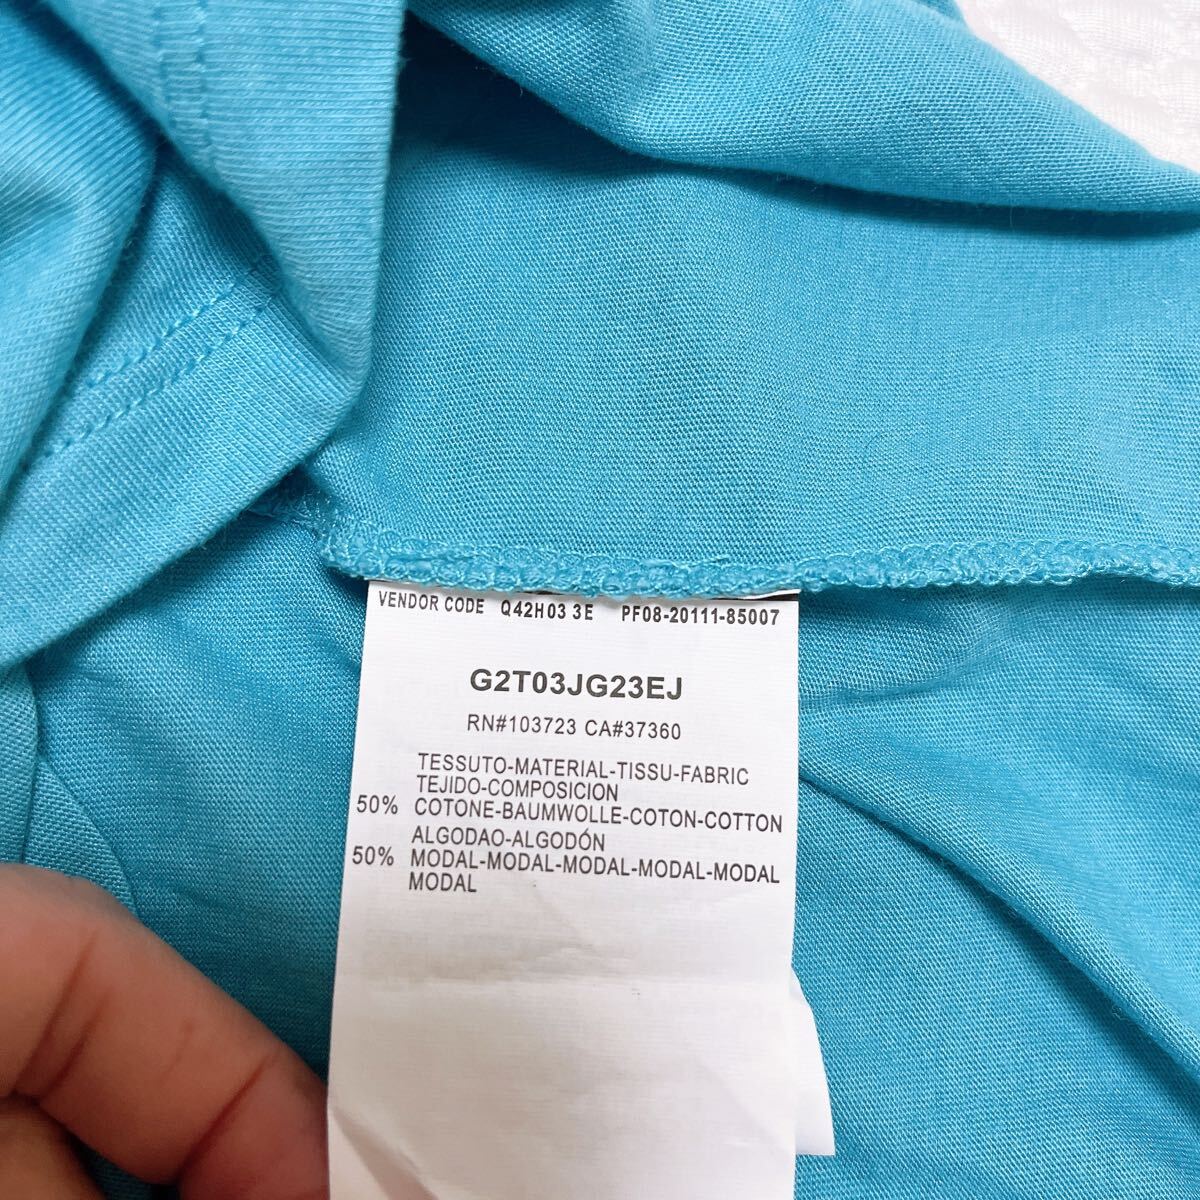 VENDOR CODE Q42H03 3E PF08-20111-85007
G2T03JG23EJ
RN#103723 CA#37360
TESSUTO-MATERIAL-TISSU-FABRIC
TEJIDO-COMPOSICION
50% COTONE-BAUMWOLLE-COTON-COTTON
ALGODAO-ALGODÓN
50% MODAL-MODAL-MODAL-MODAL-MODAL
MODAL